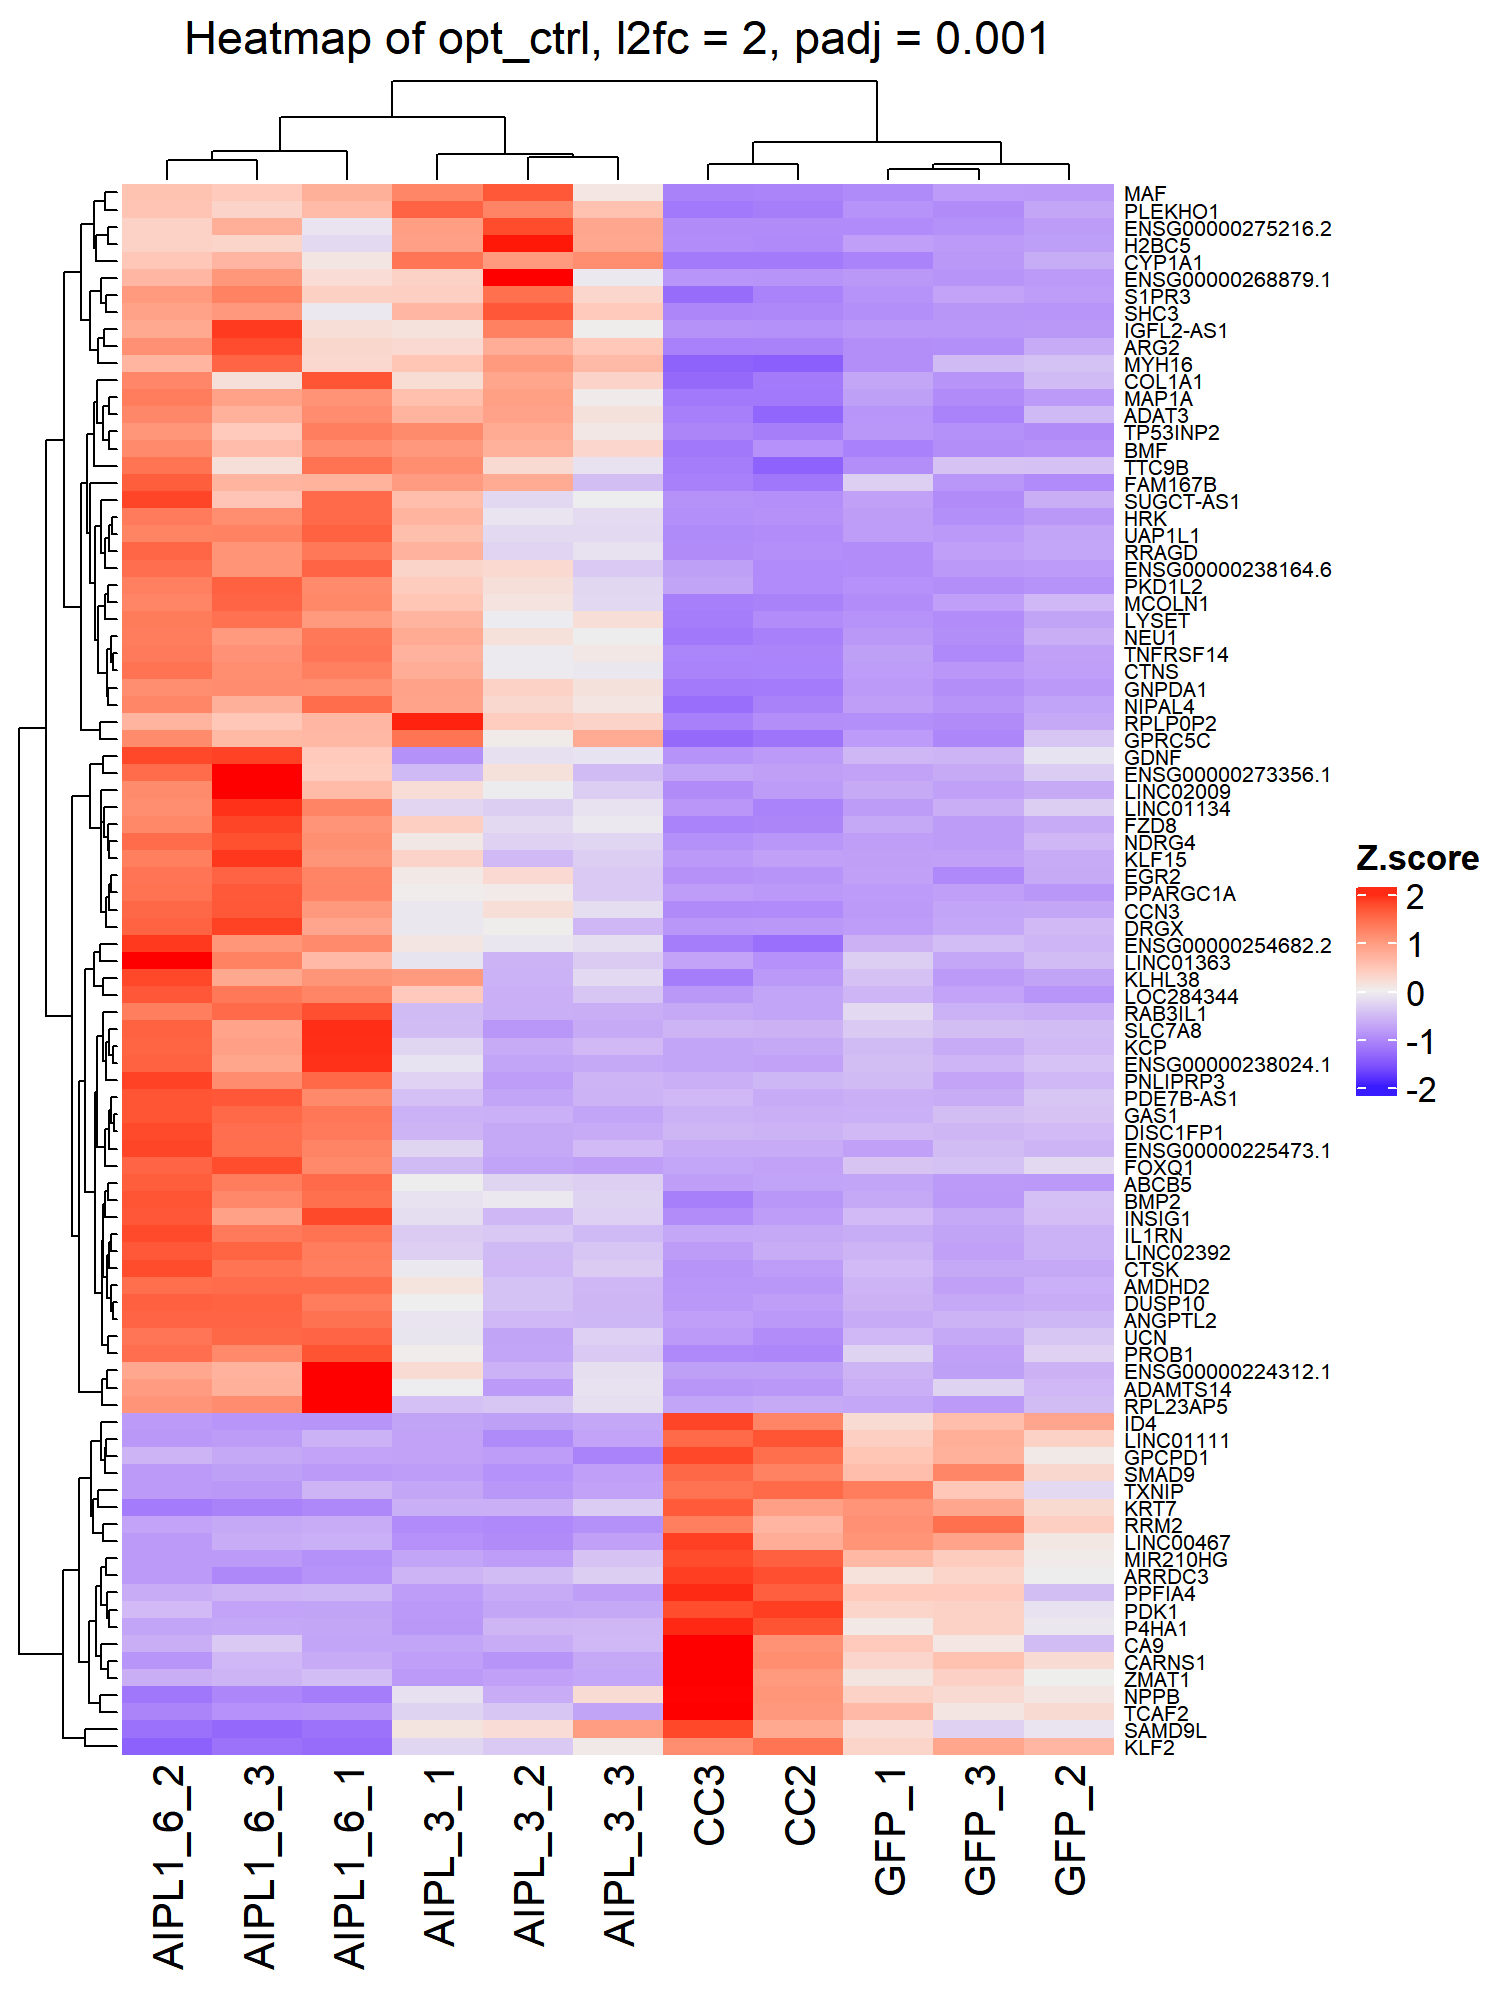 Heatmap of opt_ctrl, l2fc = 2, padj = 0.001
MAF
PLEKHO1
ENSG00000275216.2
H2BC5
CYP1A1
ENSG00000268879.1
S1PR3
SHC3
IGFL2-AS1
ARG2
MYH16
COL1A1
MAP1A
ADAT3
TP53INP2
BMF
TTC9B
FAM167B
SUGCT-AS1
HRK
UAP1L1
RRAGD
ENSG00000238164.6
PKD1L2
MCOLN1
LYSET
NEU1
TNFRSF14
CTNS
GNPDA1
NIPAL4
RPLP0P2
GPRC5C
GDNF
ENSG00000273356.1
LINC02009
LINC01134
FZD8
NDRG4
KLF15
EGR2
PPARGC1A
CCN3
DRGX
ENSG00000254682.2
LINC01363
KLHL38
LOC284344
RAB3IL1
SLC7A8
KCP
ENSG00000238024.1
PNLIPRP3
PDE7B-AS1
GAS1
DISC1FP1
ENSG00000225473.1
FOXQ1
ABCB5
BMP2
INSIG1
IL1RN
LINC02392
CTSK
AMDHD2
DUSP10
ANGPTL2
UCN
PROB1
ENSG00000224312.1
ADAMTS14
RPL23AP5
ID4
LINC01111
GPCPD1
SMAD9
TXNIP
KRT7
RRM2
LINC00467
MIR210HG
ARRDC3
PPFIA4
PDK1
P4HA1
CA9
CARNS1
ZMAT1
NPPB
TCAF2
SAMD9L
KLF2
Z.score
2
1
0
-1
-2
AIPL1_6_2
AIPL1_6_3
AIPL1_6_1
AIPL_3_1
AIPL_3_2
AIPL_3_3
CC3
CC2
GFP_1
GFP_3
GFP_2